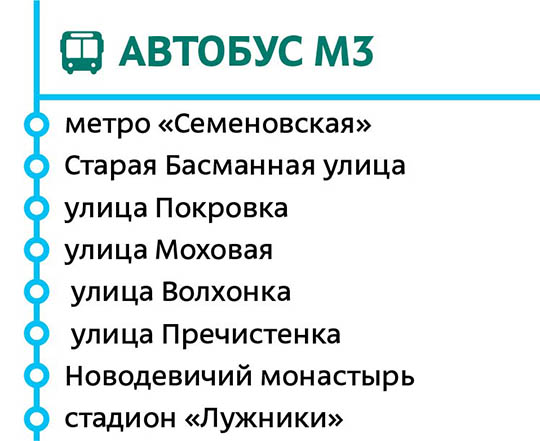 АВТОБУС М3
метро «Семеновская»
Старая Басманная улица
улица Покровка
улица Моховая
улица Волхонка
улица Пречистенка
Новодевичий монастырь
стадион «Лужники»